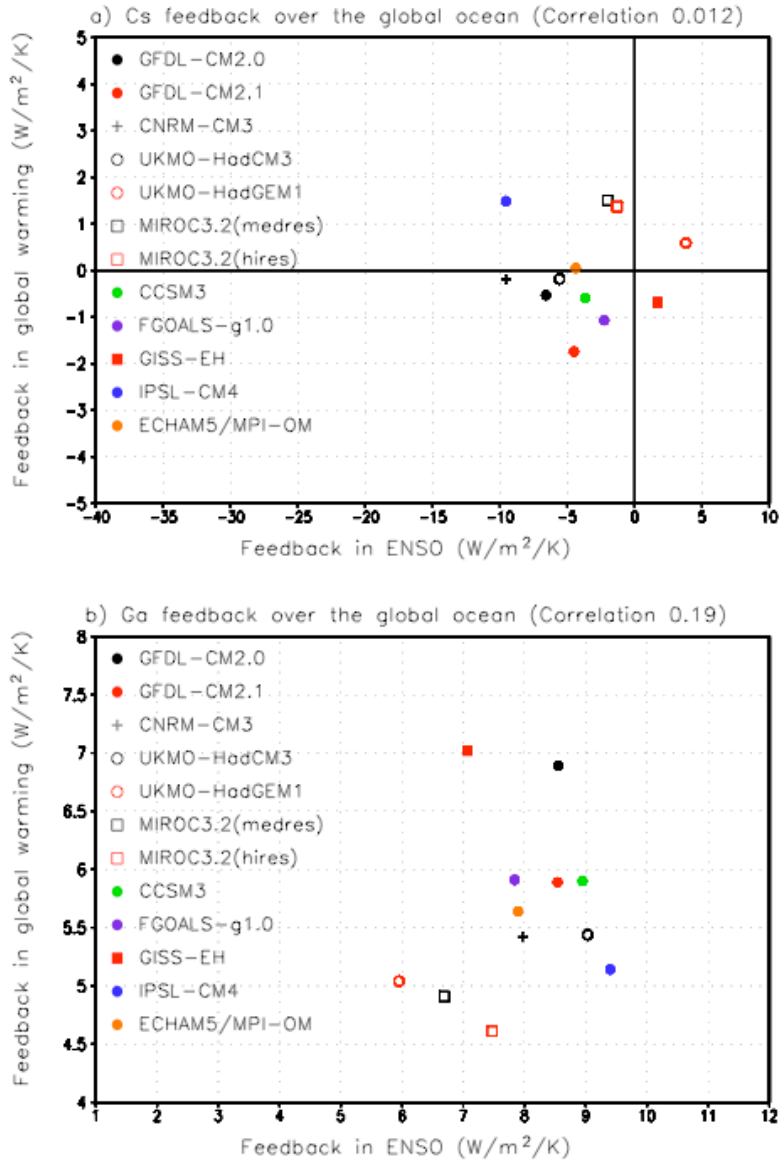 a) Cs feedback over the global ocean (Correlation 0.012)
Feedback in global warming (W/m²/K)
5
4
3
2
1
0
−1
−2
−3
−4
−5
GFDL−CM2.0
GFDL−CM2.1
CNRM−CM3
UKMO−HadCM3
UKMO−HadGEM1
MIROC3.2(medres)
MIROC3.2(hires)
CCSM3
FGOALS−g1.0
GISS−EH
IPSL−CM4
ECHAM5/MPI−OM
−40 −35 −30 −25 −20 −15 −10 −5 0 5 10
Feedback in ENSO (W/m²/K)
b) Ga feedback over the global ocean (Correlation 0.19)
Feedback in global warming (W/m²/K)
8
7.5
7
6.5
6
5.5
5
4.5
4
GFDL−CM2.0
GFDL−CM2.1
CNRM−CM3
UKMO−HadCM3
UKMO−HadGEM1
MIROC3.2(medres)
MIROC3.2(hires)
CCSM3
FGOALS−g1.0
GISS−EH
IPSL−CM4
ECHAM5/MPI−OM
1 2 3 4 5 6 7 8 9 10 11 12
Feedback in ENSO (W/m²/K)